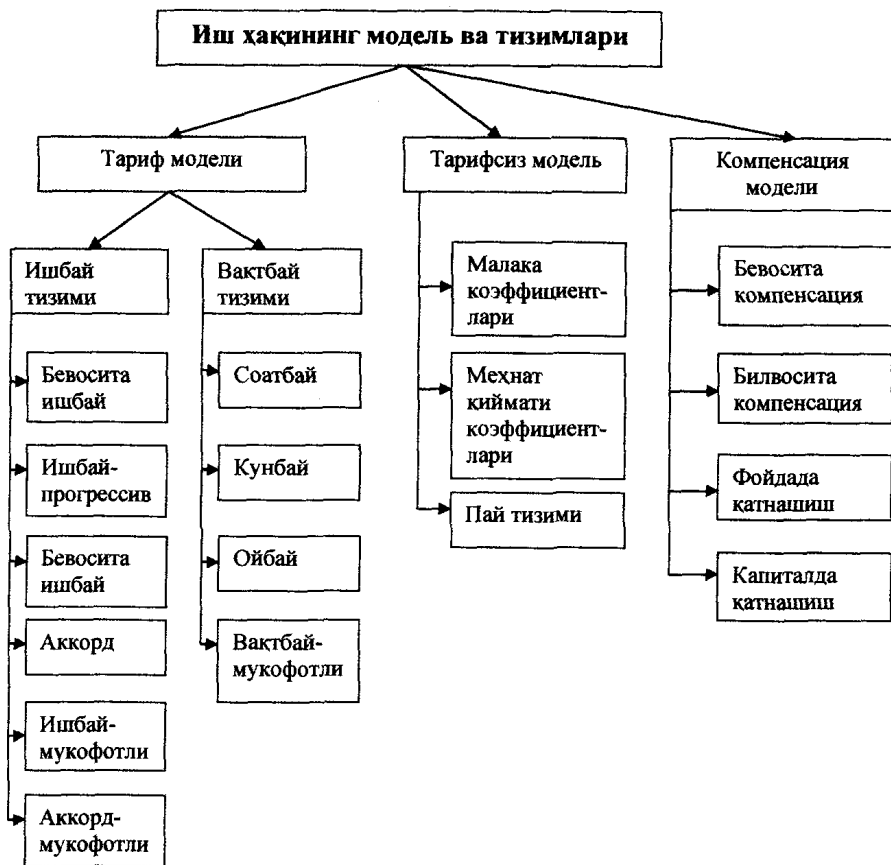 Иш ҳақининг модель ва тизимлари
Тариф модели
Тарифсиз модель
Компенсация
модели
Ишбай
тизими
Вақтбай
тизими
Бевосита
ишбай
Ишбай-
прогрессив
Бевосита
ишбай
Аккорд
Ишбай-
мукофотли
Аккорд-
мукофотли
Соатбай
Кунбай
Ойбай
Вақтбай-
мукофотли
Малака
коэффициент-
лари
Меҳнат
қиймати
коэффициент-
лари
Пай тизими
Бевосита
компенсация
Билвосита
компенсация
Фойдада
қатнашиш
Капиталда
қатнашиш